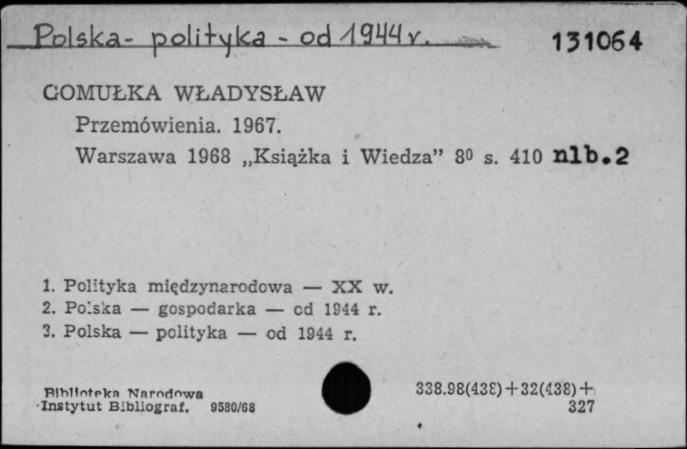 Polska - polityka - od 1944 r. 131064
GOMUŁKA WŁADYSŁAW
Przemówienia. 1967.
Warszawa 1968 „Książka i Wiedza” 8⁰ s. 410 nlb.2
1. Polityka międzynarodowa — XX w.
2. Polska — gospodarka — od 1944 r.
3. Polska — polityka — od 1944 r.
Biblioteka Narodowa
Instytut Bibliograf. 9580/68
338.98(438)+32(438)+
327